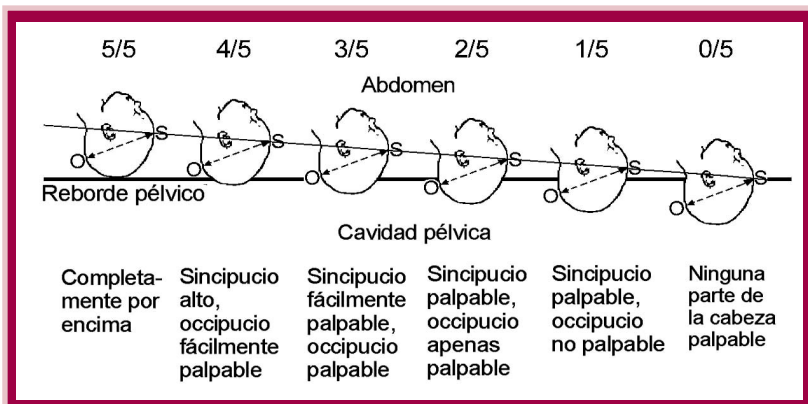 5/5 4/5 3/5 2/5 1/5 0/5
Abdomen
S S S S S S
O O O O O O
Reborde pélvico
Cavidad pélvica
Completa-
mente por
encima
Sincipucio
alto,
occipucio
fácilmente
palpable
Sincipucio
fácilmente
palpable,
occipucio
palpable
Sincipucio
palpable,
occipucio
apenas
palpable
Sincipucio
palpable,
occipucio
no palpable
Ninguna
parte de
la cabeza
palpable